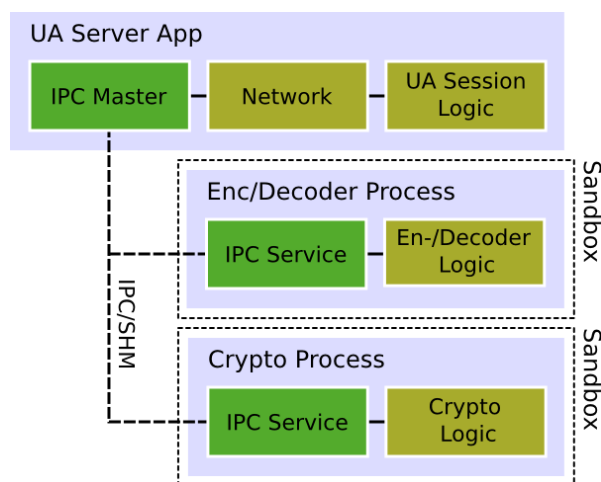 UA Server App
IPC Master
Network
UA Session
Logic
Enc/Decoder Process
IPC Service
En-/Decoder
Logic
Sandbox
IPC/SHM
Crypto Process
IPC Service
Crypto
Logic
Sandbox